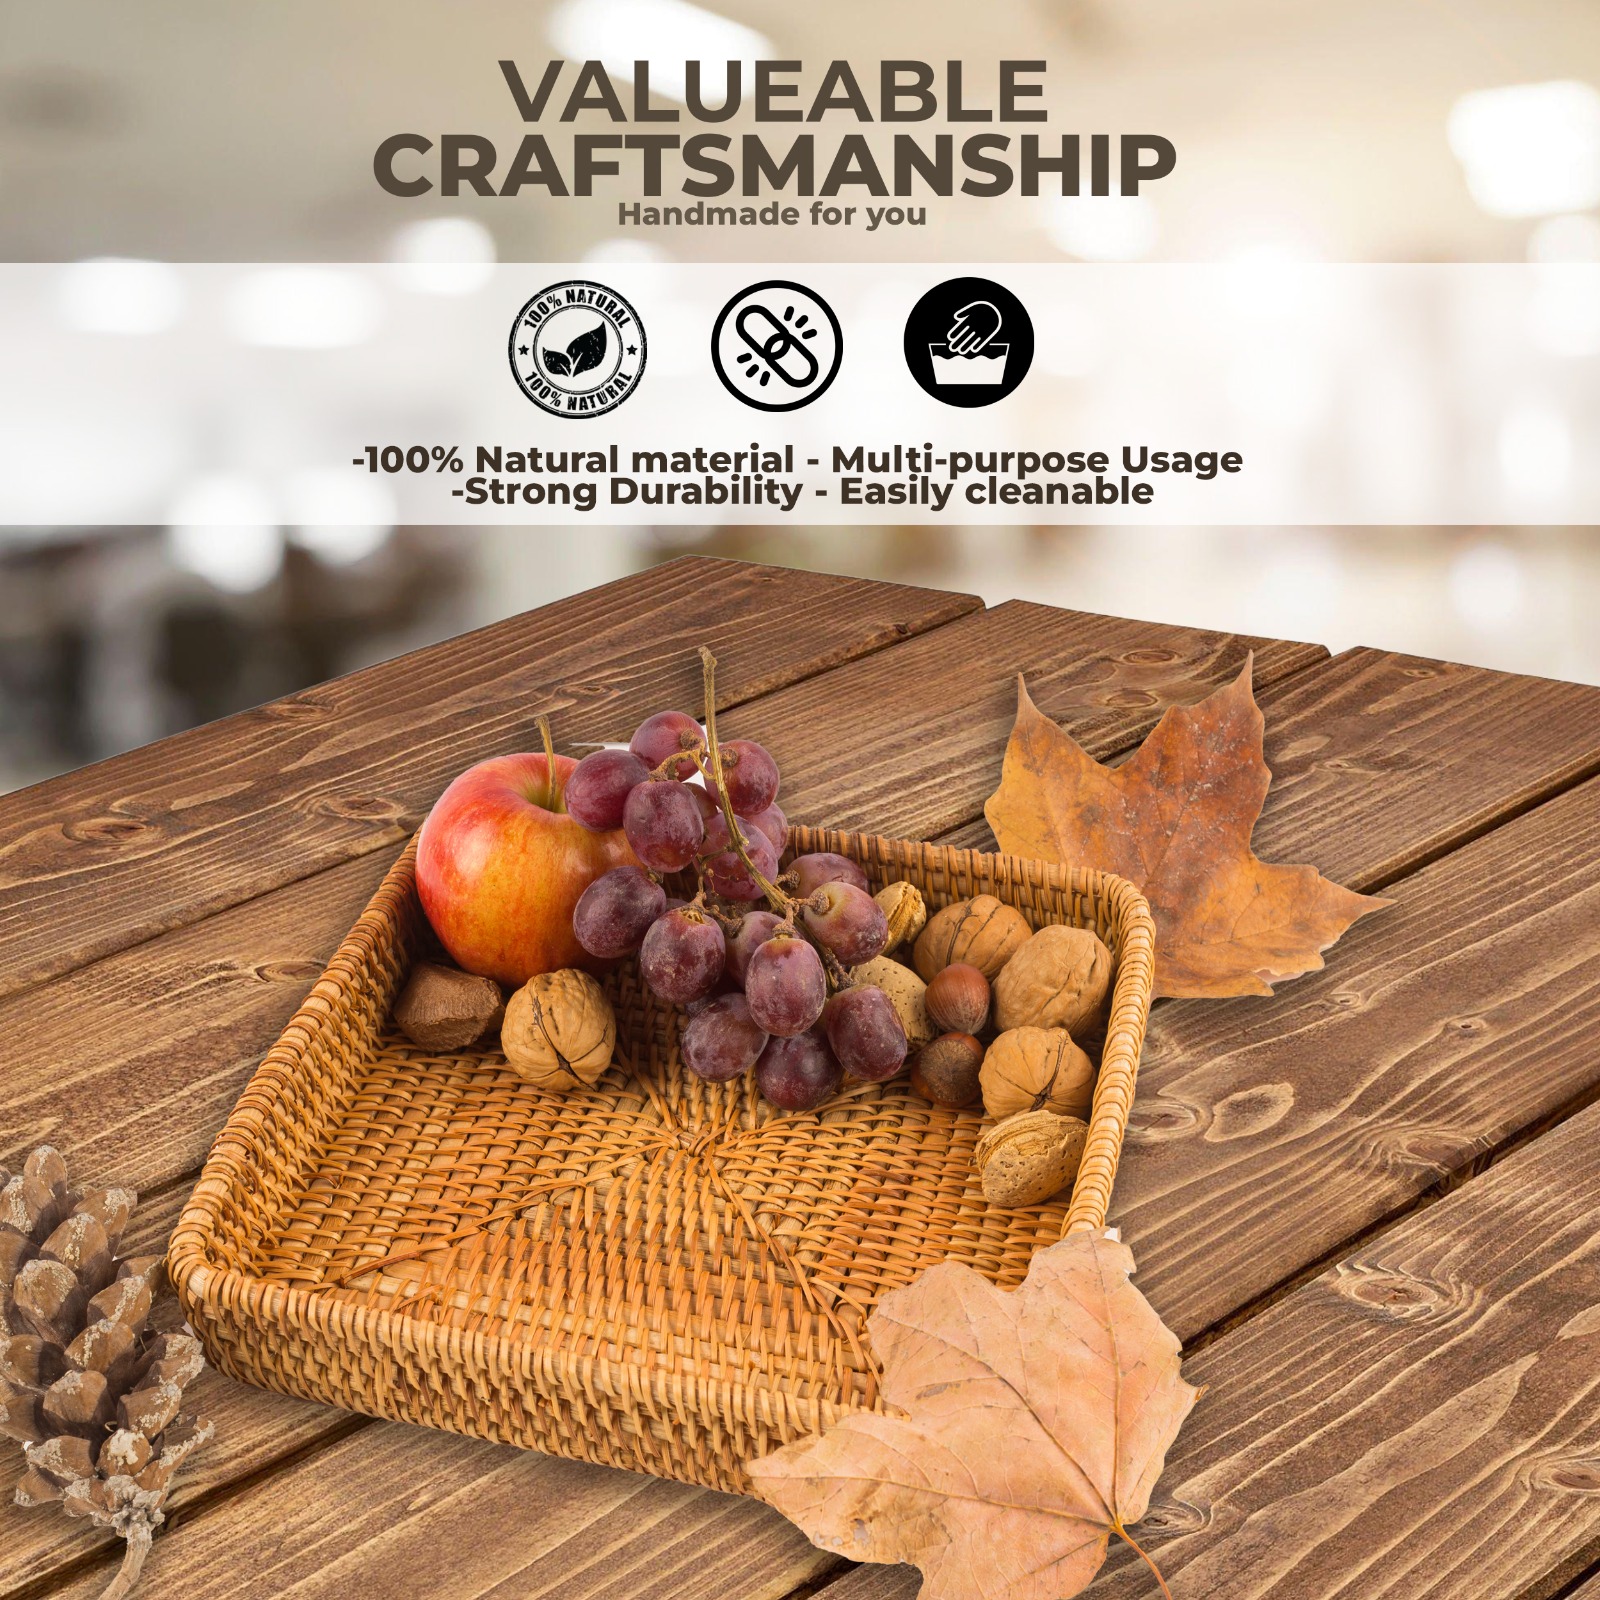 VALUEABLE
CRAFTSMANSHIP
Handmade for you
100% NATURAL
100% NATURAL
-100% Natural material - Multi-purpose Usage
-Strong Durability - Easily cleanable